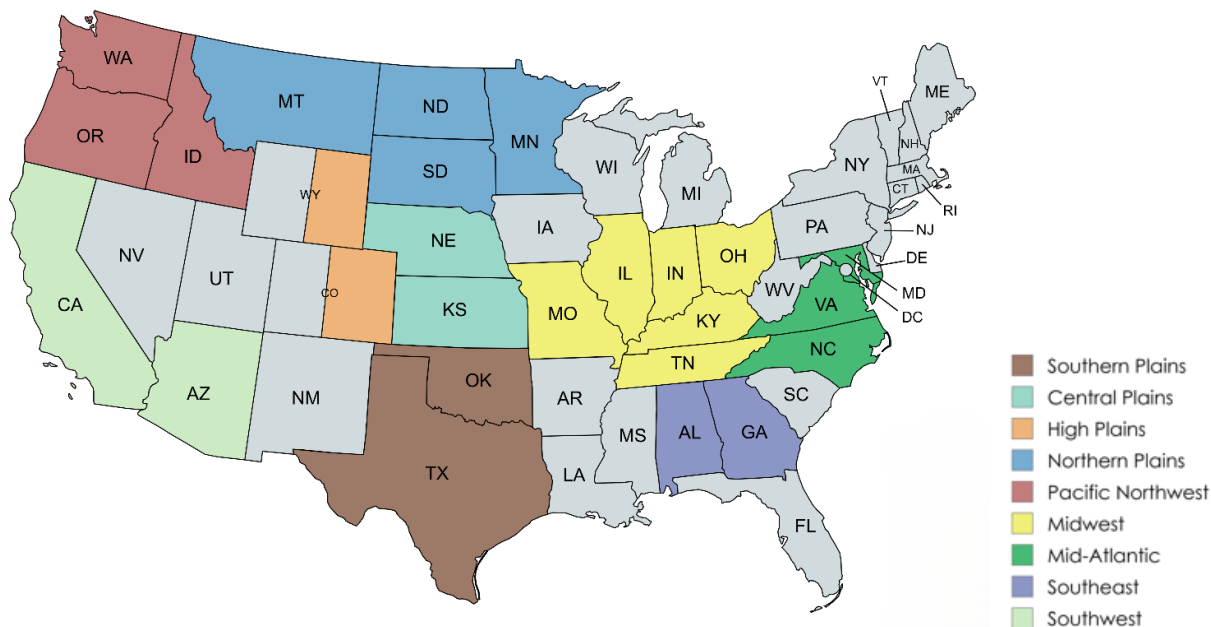 WA
MT
ND
MN
OR
ID
SD
WI
MI
VT
ME
NH
NY
MA
CT
RI
WY
NE
IA
PA
NJ
NV
UT
CO
KS
IL
IN
OH
WV
DE
MD
DC
CA
MO
KY
VA
TN
NC
AZ
NM
OK
AR
SC
TX
MS
AL
GA
LA
FL
Southern Plains
Central Plains
High Plains
Northern Plains
Pacific Northwest
Midwest
Mid-Atlantic
Southeast
Southwest